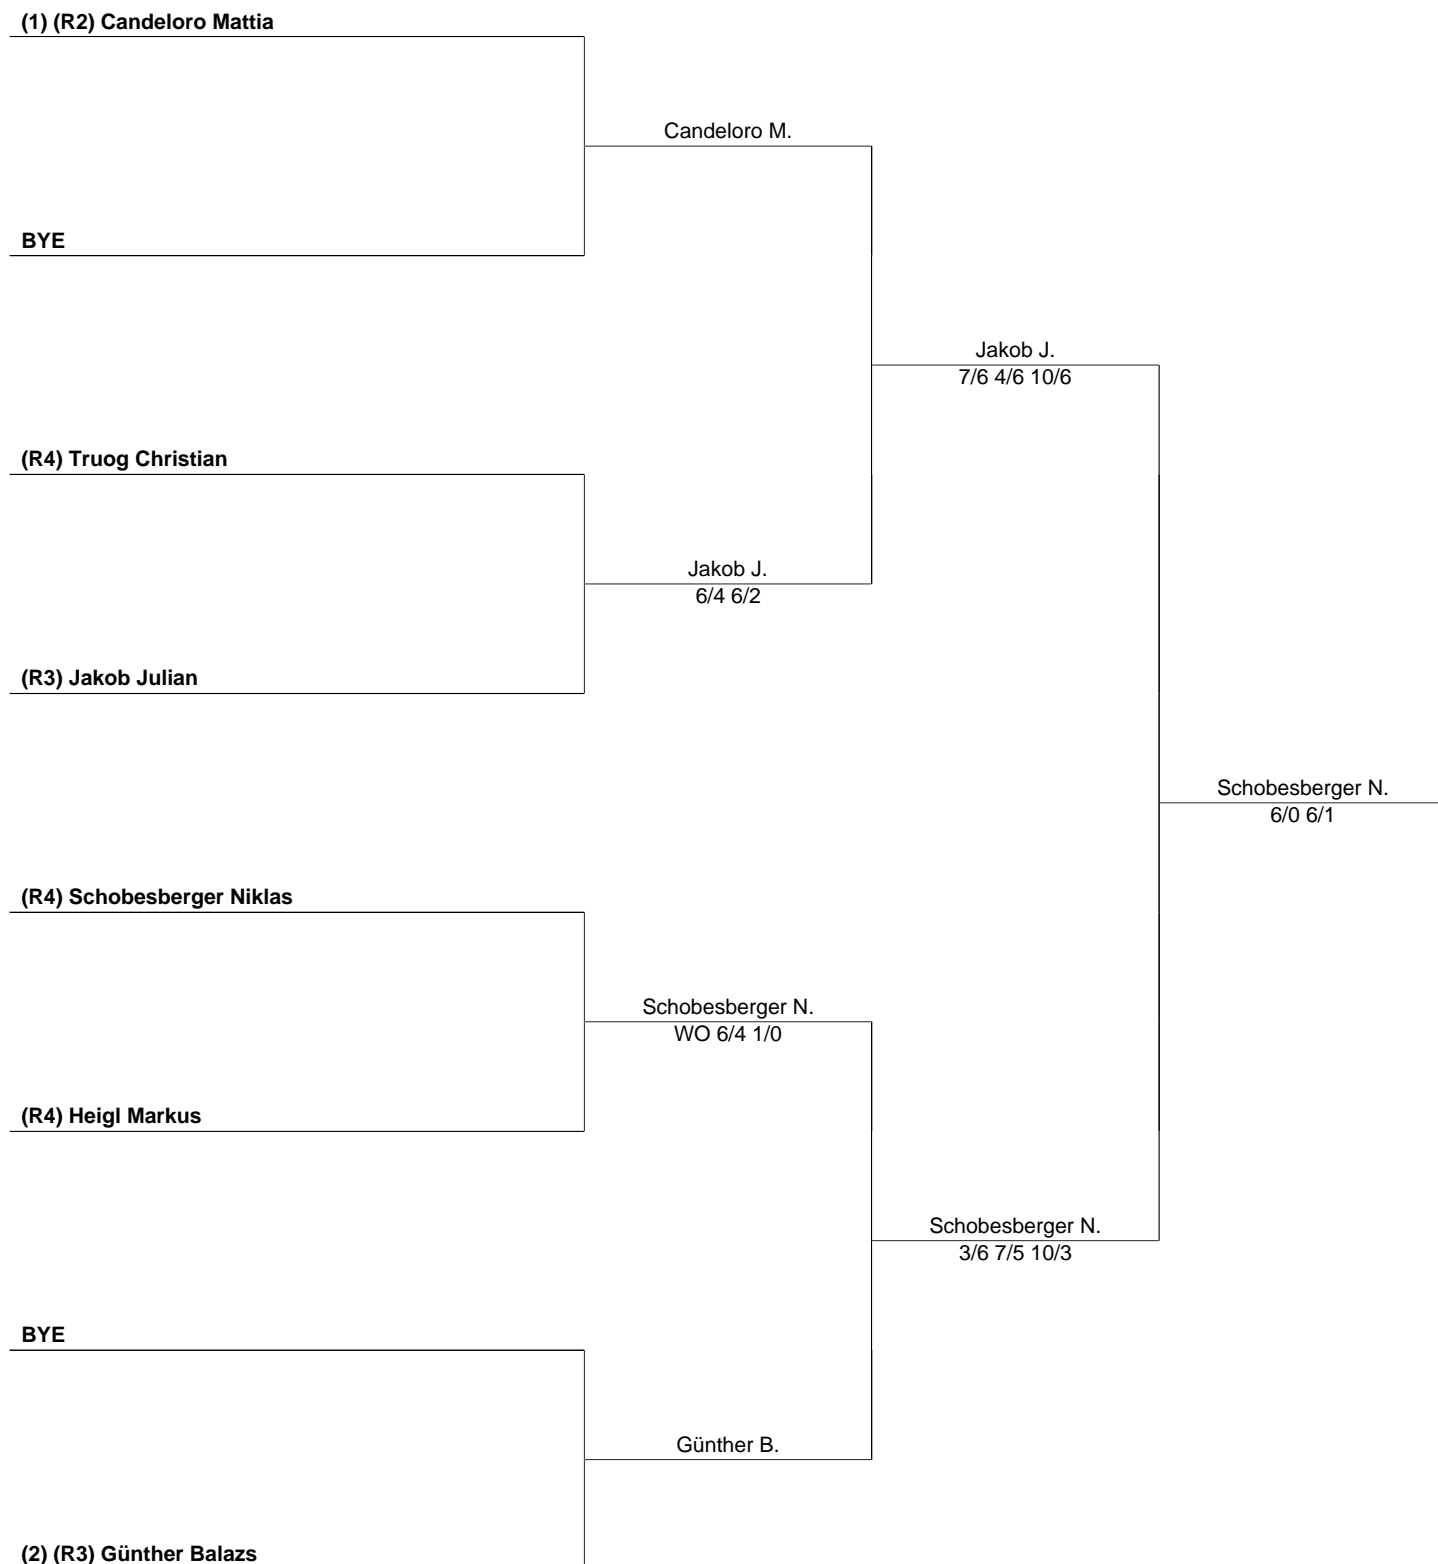 (1) (R2) Candeloro Mattia
Candeloro M.
BYE
Jakob J.
7/6 4/6 10/6
(R4) Truog Christian
Jakob J.
6/4 6/2
(R3) Jakob Julian
Schobesberger N.
6/0 6/1
(R4) Schobesberger Niklas
Schobesberger N.
WO 6/4 1/0
(R4) Heigl Markus
Schobesberger N.
3/6 7/5 10/3
BYE
Günther B.
(2) (R3) Günther Balazs